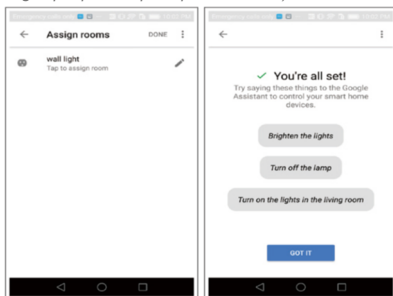 Assign rooms DONE
wall light
Tap to assign room
You're all set!
Try saying these things to the Google
Assistant to control your smart home
devices.
Brighten the lights
Turn off the lamp
Turn on the lights in the living room
GOT IT